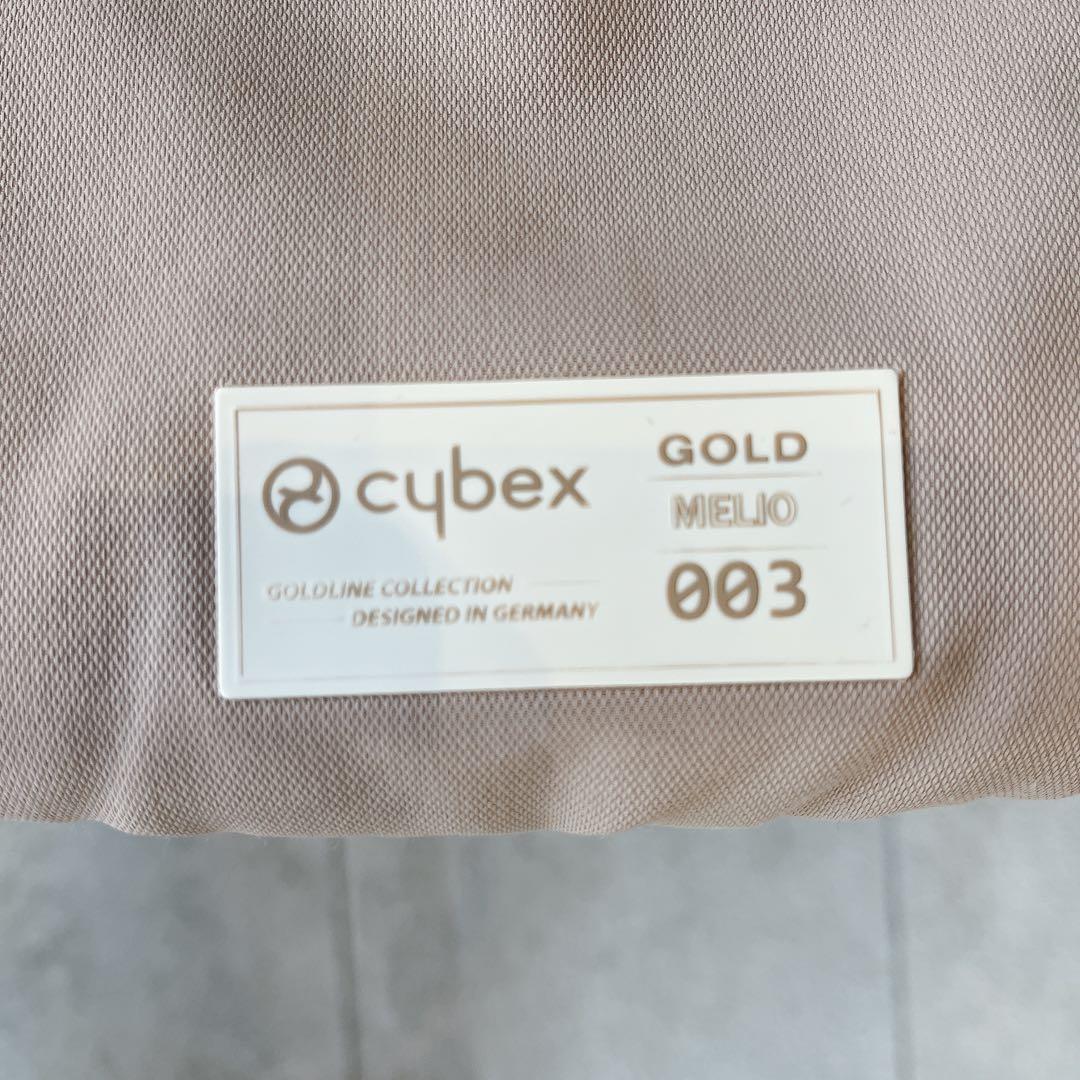 cybex
GOLDLINE COLLECTION
DESIGNED IN GERMANY
GOLD
MELIO
003